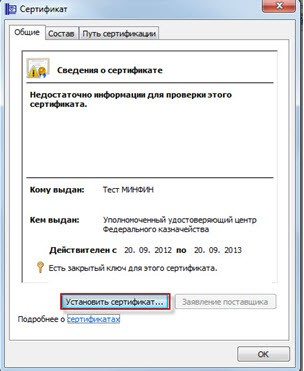 Сертификат
Общие Состав Путь сертификации
Сведения о сертификате
Недостаточно информации для проверки этого
сертификата.
Кому выдан: Тест МИНФИН
Кем выдан: Уполномоченный удостоверяющий центр
Федерального казначейства
Действителен с 20. 09. 2012 по 20. 09. 2013
Есть закрытый ключ для этого сертификата.
Установить сертификат... Заявление поставщика
Подробнее о сертификатах
ОК